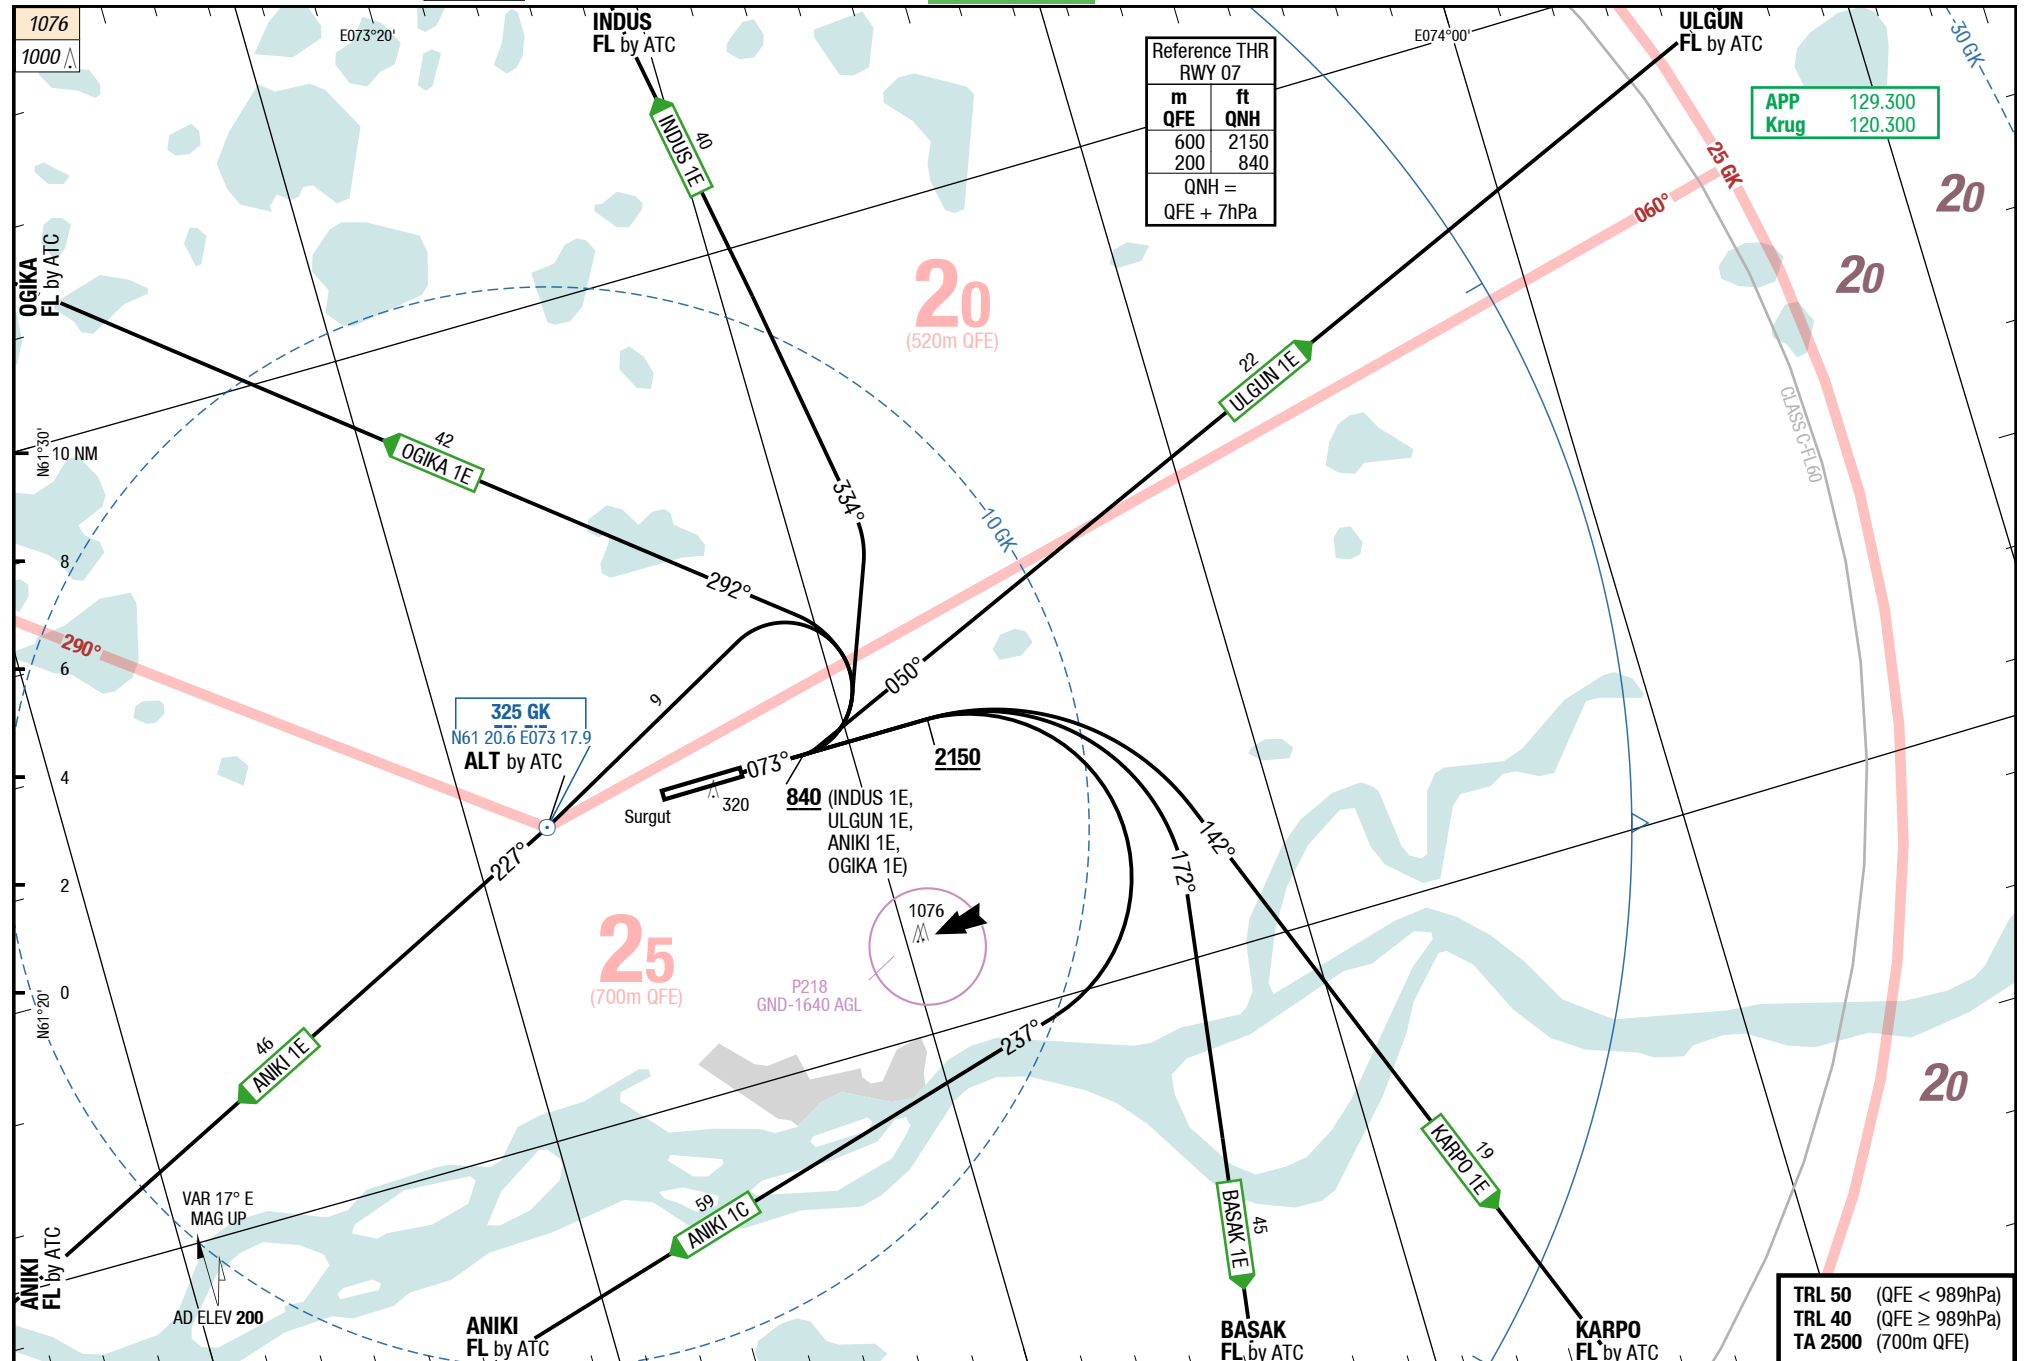 1076
1000
E073°20'
INDUS
FL by ATC
E074°00'
ULGUN
FL by ATC
30 GK
Reference THR
RWY 07
m ft
QFE QNH
600 2150
200 840
QNH =
QFE + 7hPa
APP 129.300
Krug 120.300
25 GK
060°
20
20
INDUS 1E
40
OGIKA
FL by ATC
20
(520m QFE)
22
ULGUN 1E
CLASS C-FL60
N61°30'
10 NM
42
OGIKA 1E
334°
10 GK
8
292°
290°
6
050°
9
325 GK
N61 20.6 E073 17.9
ALT by ATC
073°
2150
4
320
Surgut
840 (INDUS 1E,
ULGUN 1E,
ANIKI 1E,
OGIKA 1E)
142°
172°
227°
2
1076
25
(700m QFE)
P218
GND-1640 AGL
0
N61°20'
237°
46
ANIKI 1E
20
19
KARPO 1E
VAR 17° E
MAG UP
59
ANIKI 1C
BASAK 1E
45
ANIKI
FL by ATC
AD ELEV 200
ANIKI
FL by ATC
BASAK
FL by ATC
KARPO
FL by ATC
TRL 50 (QFE < 989hPa)
TRL 40 (QFE ≥ 989hPa)
TA 2500 (700m QFE)